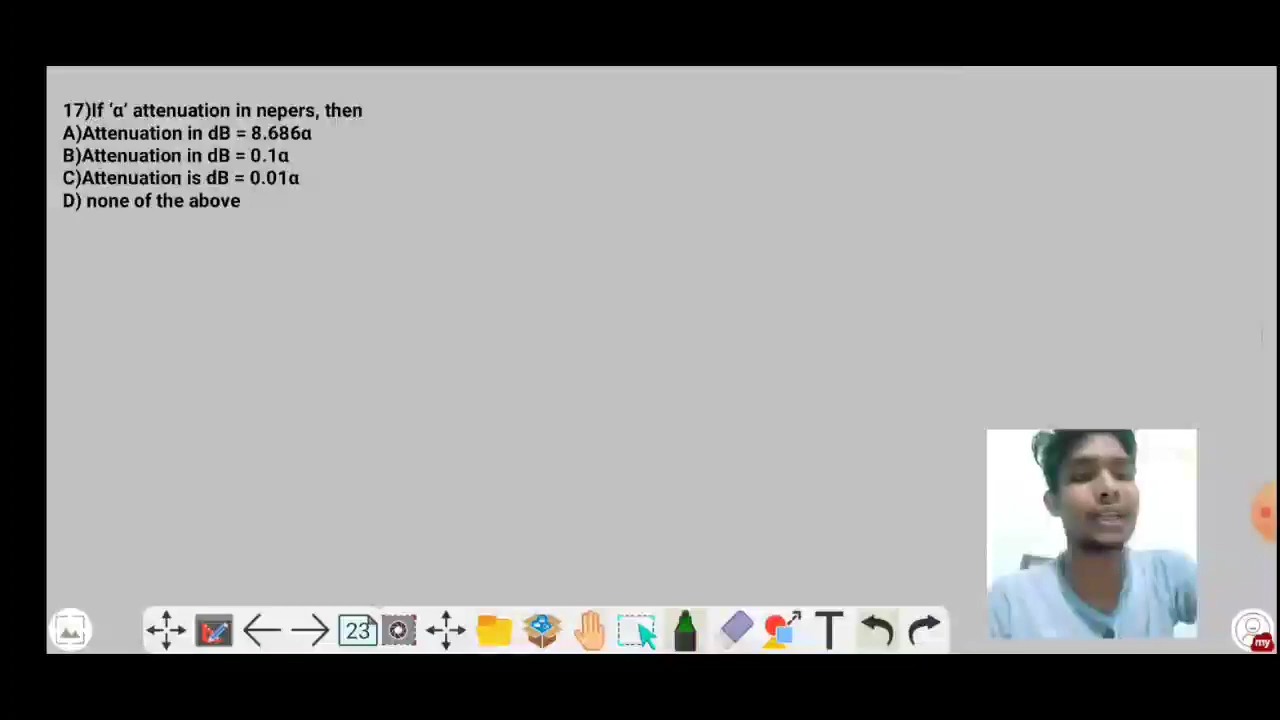 17)If ‘α’ attenuation in nepers, then
A)Attenuation in dB = 8.686α
B)Attenuation in dB = 0.1α
C)Attenuation is dB = 0.01α
D) none of the above
23
T
my